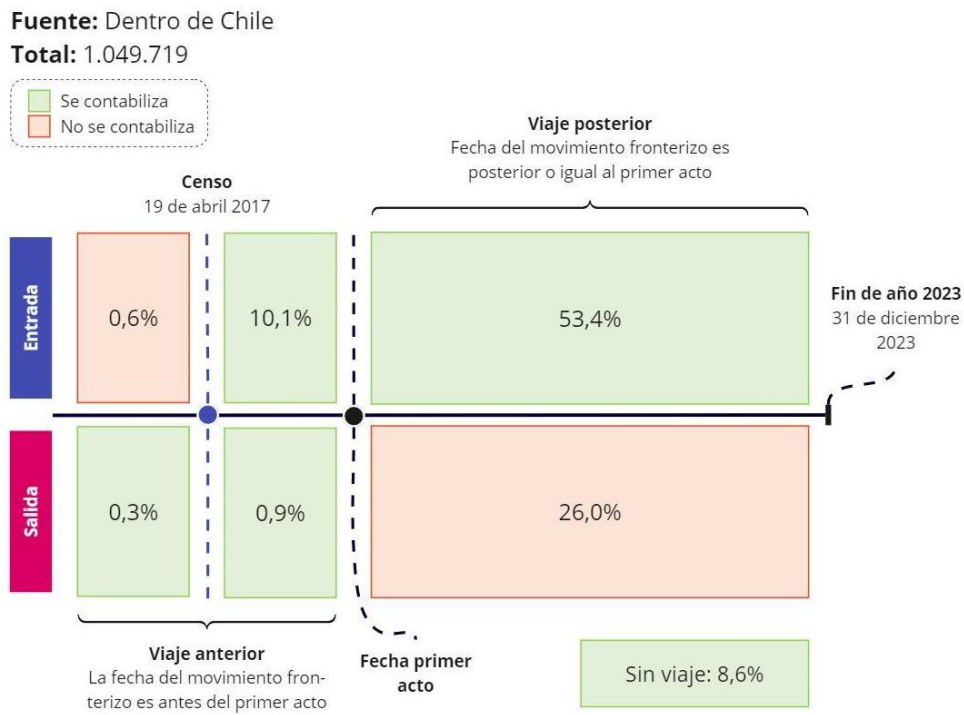 Fuente: Dentro de Chile
Total: 1.049.719
Se contabiliza
No se contabiliza
Viaje posterior
Fecha del movimiento fronterizo es
posterior o igual al primer acto
Censo
19 de abril 2017
Entrada
0,6%
10,1%
53,4%
Fin de año 2023
31 de diciembre
2023
Salida
0,3%
0,9%
26,0%
Viaje anterior
La fecha del movimiento fron-
terizo es antes del primer acto
Fecha primer
acto
Sin viaje: 8,6%